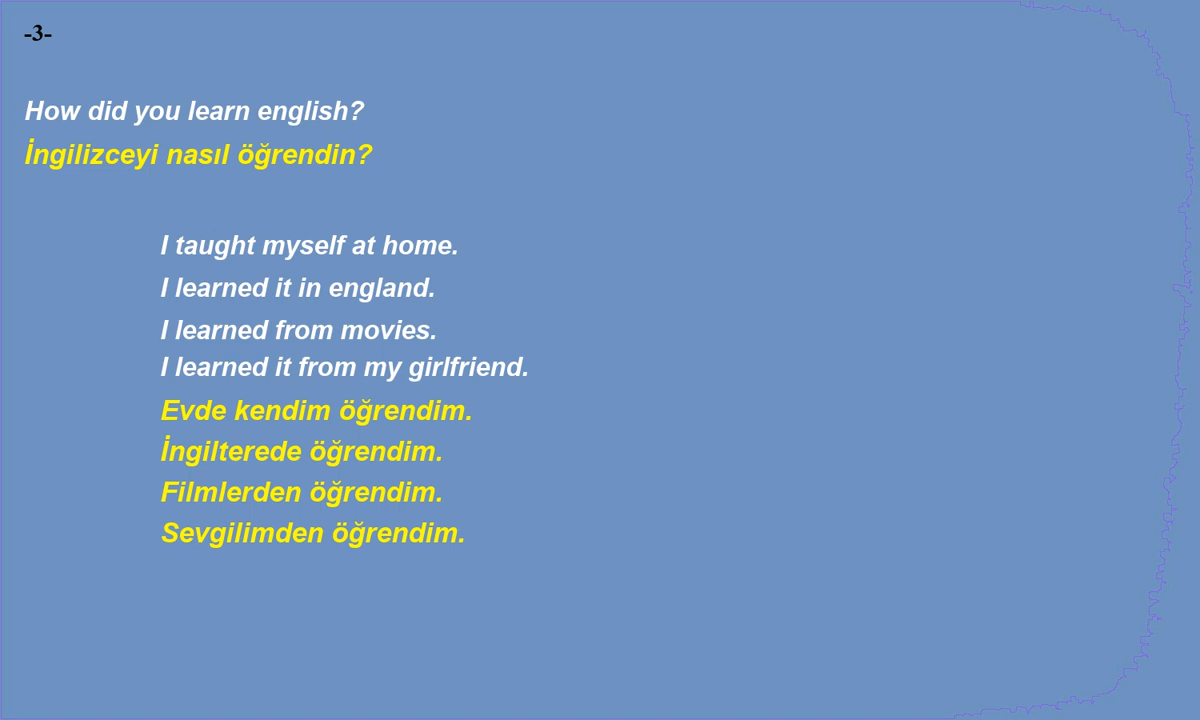 -3-
How did you learn english?
İngilizceyi nasıl öğrendin?
I taught myself at home.
I learned it in england.
I learned from movies.
I learned it from my girlfriend.
Evde kendim öğrendim.
İngilterede öğrendim.
Filmlerden öğrendim.
Sevgilimden öğrendim.